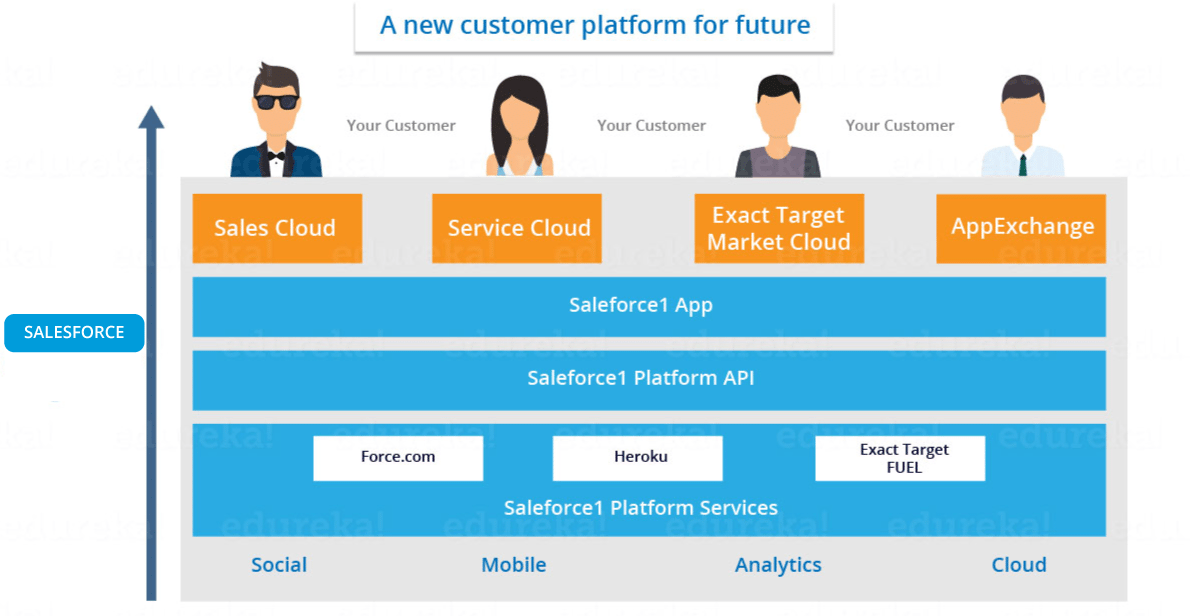 A new customer platform for future
Your Customer
Your Customer
Your Customer
Sales Cloud
Service Cloud
Exact Target
Market Cloud
AppExchange
Saleforce1 App
SALESFORCE
Saleforce1 Platform API
Force.com
Heroku
Exact Target
FUEL
Saleforce1 Platform Services
Social
Mobile
Analytics
Cloud
edureka!